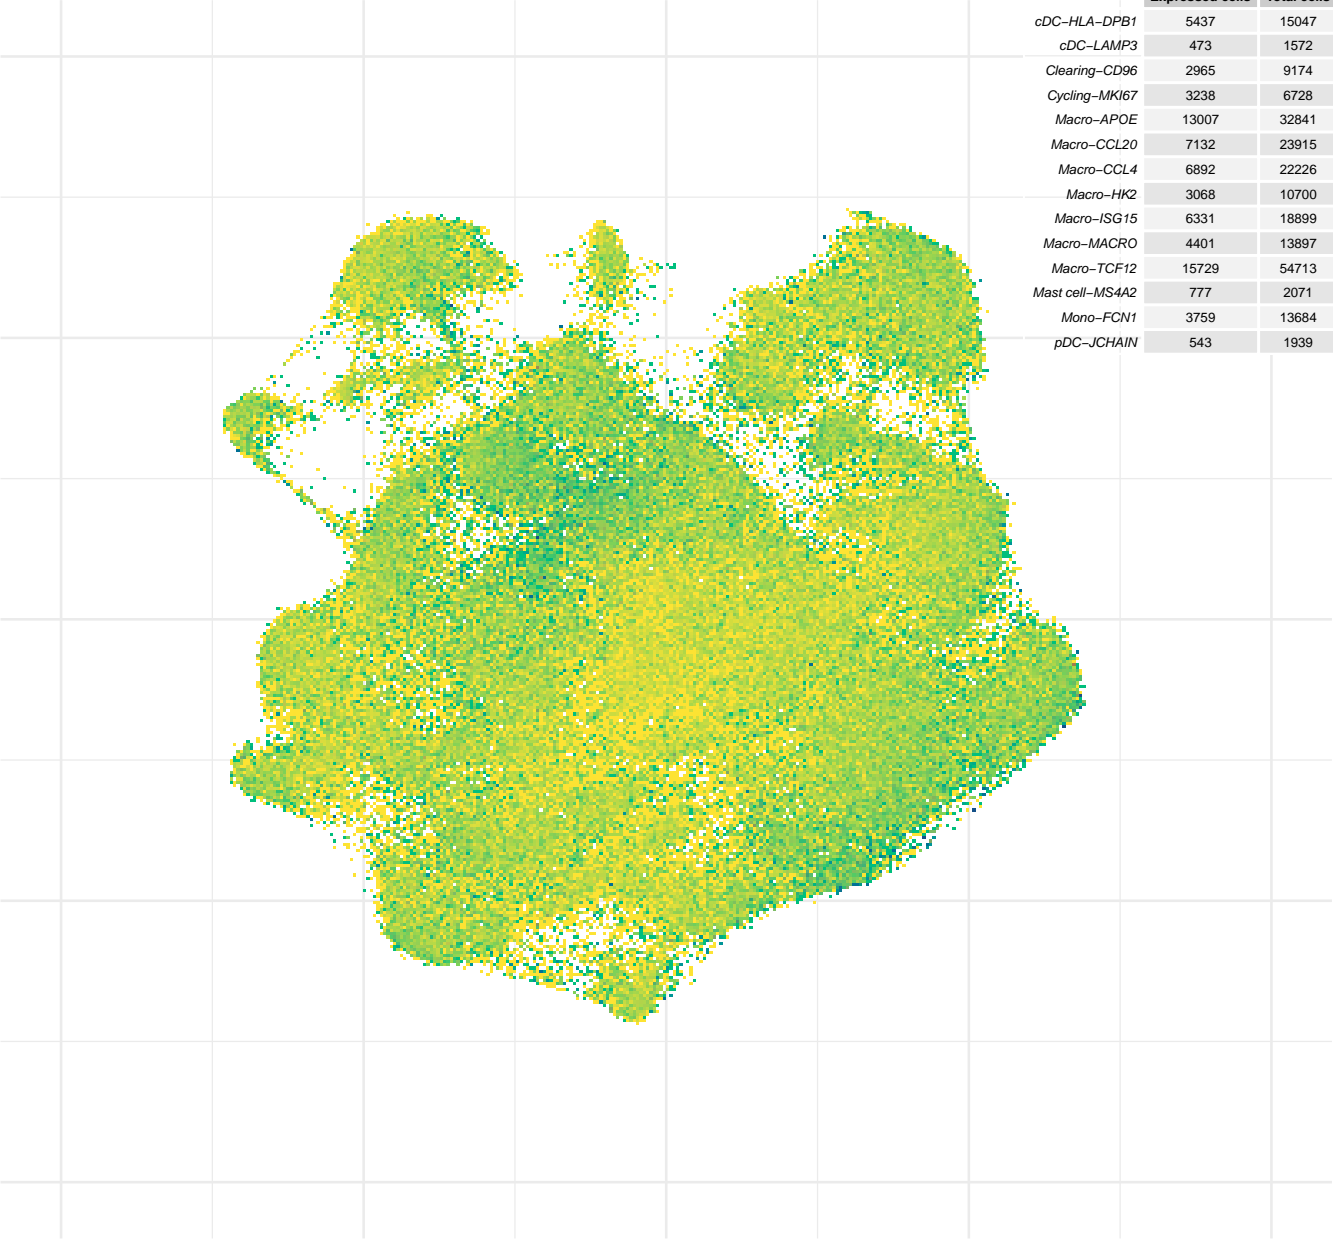 cDC−HLA−DPB1 5437 15047
cDC−LAMP3 473 1572
Clearing−CD96 2965 9174
Cycling−MKI67 3238 6728
Macro−APOE 13007 32841
Macro−CCL20 7132 23915
Macro−CCL4 6892 22226
Macro−HK2 3068 10700
Macro−ISG15 6331 18899
Macro−MACRO 4401 13897
Macro−TCF12 15729 54713
Mast cell−MS4A2 777 2071
Mono−FCN1 3759 13684
pDC−JCHAIN 543 1939